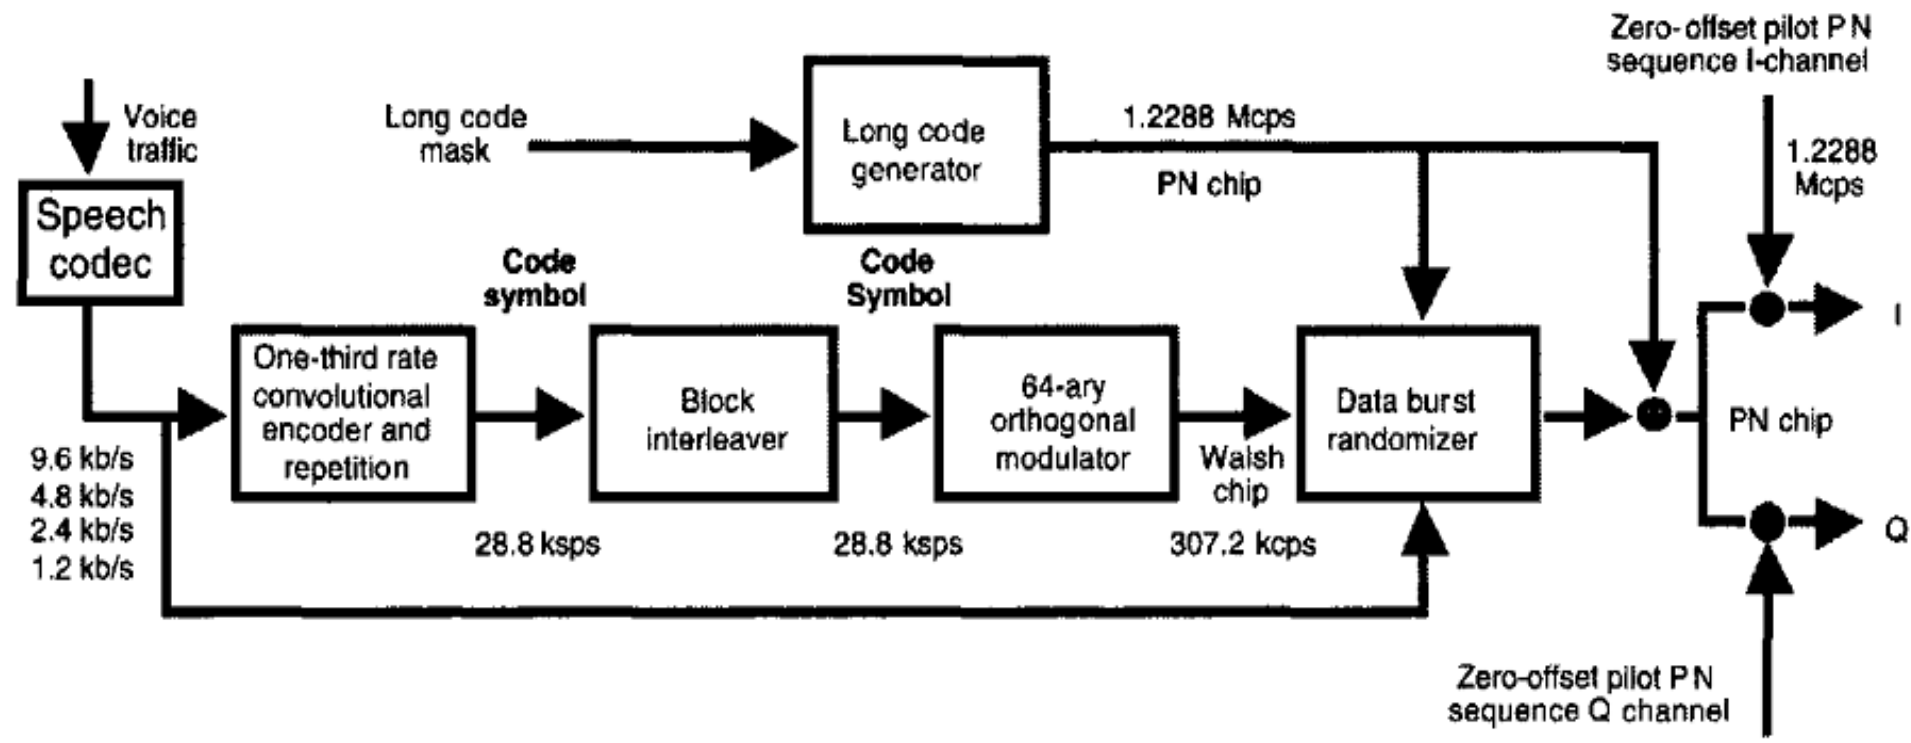 Zero-offset pilot PN
sequence I-channel
Voice
traffic
Long code
mask
Long code
generator
1.2288 Mcps
PN chip
1.2288
Mcps
Speech
codec
Code
symbol
Code
Symbol
I
One-third rate
convolutional
encoder and
repetition
Block
interleaver
64-ary
orthogonal
modulator
Walsh
chip
Data burst
randomizer
PN chip
9.6 kb/s
4.8 kb/s
2.4 kb/s
1.2 kb/s
28.8 ksps
28.8 ksps
307.2 kcps
Q
Zero-offset pilot PN
sequence Q channel